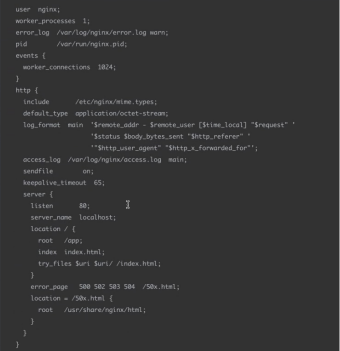 user  nginx;
worker_processes  1;
error_log  /var/log/nginx/error.log warn;
pid        /var/run/nginx.pid;
events {
  worker_connections  1024;
}
http {
  include       /etc/nginx/mime.types;
  default_type  application/octet-stream;
  log_format  main  '$remote_addr - $remote_user [$time_local] "$request" '
                    '$status $body_bytes_sent "$http_referer" '
                    '"$http_user_agent" "$http_x_forwarded_for"';
  access_log  /var/log/nginx/access.log  main;
  sendfile        on;
  keepalive_timeout  65;
  server {
    listen       80;
    server_name  localhost;
    location / {
      root   /app;
      index  index.html;
      try_files $uri $uri/ /index.html;
    }
    error_page   500 502 503 504  /50x.html;
    location = /50x.html {
      root   /usr/share/nginx/html;
    }
  }
}